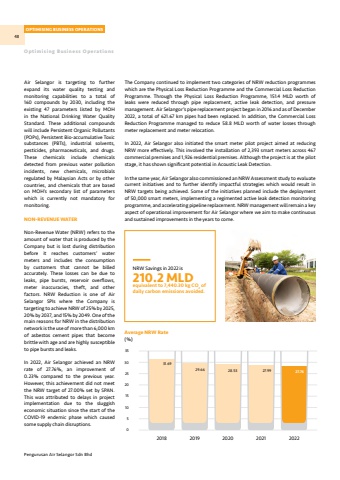 OPTIMISING BUSINESS OPERATIONS
48
Optimising Business Operations
Air Selangor is targeting to further
expand its water quality testing and
monitoring capabilities to a total of
160 compounds by 2030, including the
existing 47 parameters listed by MOH
in the National Drinking Water Quality
Standard. These additional compounds
will include Persistent Organic Pollutants
(POPs), Persistent Bio-accumulative Toxic
substances (PBTs), industrial solvents,
pesticides, pharmaceuticals, and drugs.
These chemicals include chemicals
detected from previous water pollution
incidents, new chemicals, microbials
regulated by Malaysian Acts or by other
countries, and chemicals that are based
on MOH's secondary list of parameters
which is currently not mandatory for
monitoring.
NON-REVENUE WATER
Non-Revenue Water (NRW) refers to the
amount of water that is produced by the
Company but is lost during distribution
before it reaches customers' water
meters and includes the consumption
by customers that cannot be billed
accurately. These losses can be due to
leaks, pipe bursts, reservoir overflows,
meter inaccuracies, theft, and other
factors. NRW Reduction is one of Air
Selangor SPIs where the Company is
targeting to achieve NRW of 25% by 2025,
20% by 2037, and 15% by 2049. One of the
main reasons for NRW in the distribution
network is the use of more than 6,000 km
of asbestos cement pipes that become
brittle with age and are highly susceptible
to pipe bursts and leaks.
In 2022, Air Selangor achieved an NRW
rate of 27.76%, an improvement of
0.23% compared to the previous year.
However, this achievement did not meet
the NRW target of 27.00% set by SPAN.
This was attributed to delays in project
implementation due to the sluggish
economic situation since the start of the
COVID-19 endemic phase which caused
some supply chain disruptions.
The Company continued to implement two categories of NRW reduction programmes
which are the Physical Loss Reduction Programme and the Commercial Loss Reduction
Programme. Through the Physical Loss Reduction Programme, 151.4 MLD worth of
leaks were reduced through pipe replacement, active leak detection, and pressure
management. Air Selangor's pipe replacement project began in 2016 and as of December
2022, a total of 621.67 km pipes had been replaced. In addition, the Commercial Loss
Reduction Programme managed to reduce 58.8 MLD worth of water losses through
meter replacement and meter relocation.
In 2022, Air Selangor also initiated the smart meter pilot project aimed at reducing
NRW more effectively. This involved the installation of 2,393 smart meters across 467
commercial premises and 1,926 residential premises. Although the project is at the pilot
stage, it has shown significant potential in Acoustic Leak Detection.
In the same year, Air Selangor also commissioned an NRW Assessment study to evaluate
current initiatives and to further identify impactful strategies which would result in
NRW targets being achieved. Some of the initiatives planned include the deployment
of 50,000 smart meters, implementing a regimented active leak detection monitoring
programme, and accelerating pipeline replacement. NRW management will remain a key
aspect of operational improvement for Air Selangor where we aim to make continuous
and sustained improvements in the years to come.
NRW Savings in 2022 is
210.2 MLD
equivalent to 7,440.20 kg CO2 of
daily carbon emissions avoided.
Average NRW Rate
(%)
35
30
25
20
15
10
5
0
31.49
29.66
28.53
27.99
27.76
2018
2019
2020
2021
2022
Pengurusan Air Selangor Sdn Bhd